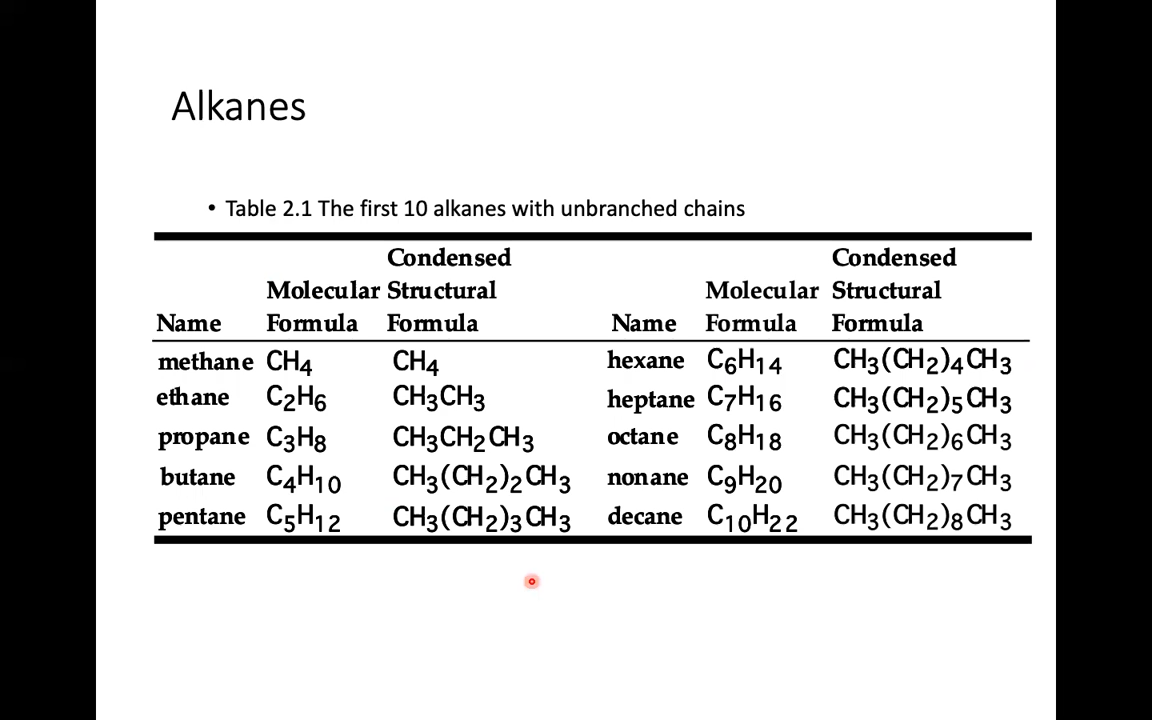 Alkanes
• Table 2.1 The first 10 alkanes with unbranched chains
Condensed Condensed
Molecular Structural Molecular Structural
Name Formula Formula Name Formula Formula
methane CH4 CH4 hexane C6H14 CH3(CH2)4CH3
ethane C2H6 CH3CH3 heptane C7H16 CH3(CH2)5CH3
propane C3H8 CH3CH2CH3 octane C8H18 CH3(CH2)6CH3
butane C4H10 CH3(CH2)2CH3 nonane C9H20 CH3(CH2)7CH3
pentane C5H12 CH3(CH2)3CH3 decane C10H22 CH3(CH2)8CH3